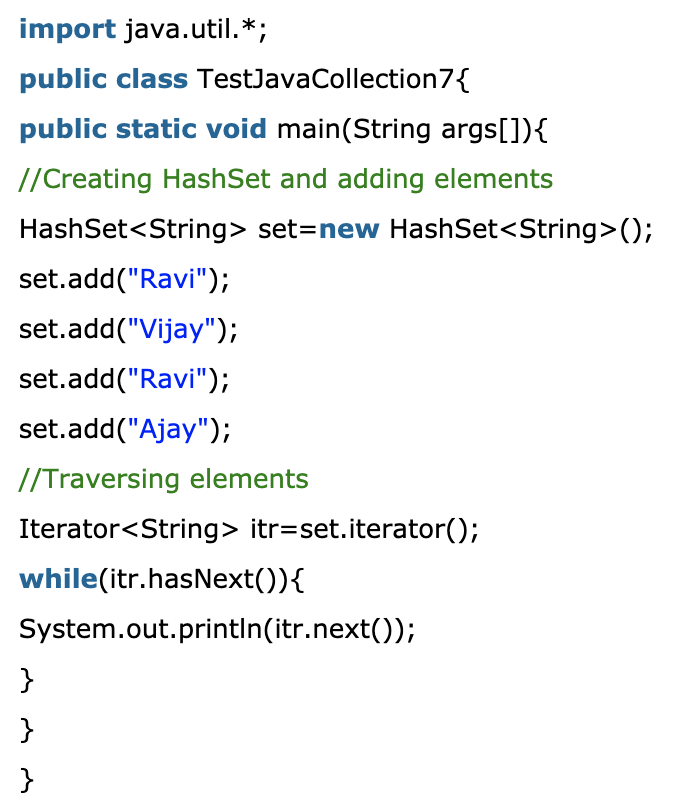 import java.util.*;
public class TestJavaCollection7{
public static void main(String args[]){
//Creating HashSet and adding elements
HashSet<String> set=new HashSet<String>();
set.add("Ravi");
set.add("Vijay");
set.add("Ravi");
set.add("Ajay");
//Traversing elements
Iterator<String> itr=set.iterator();
while(itr.hasNext()){
System.out.println(itr.next());
}
}
}